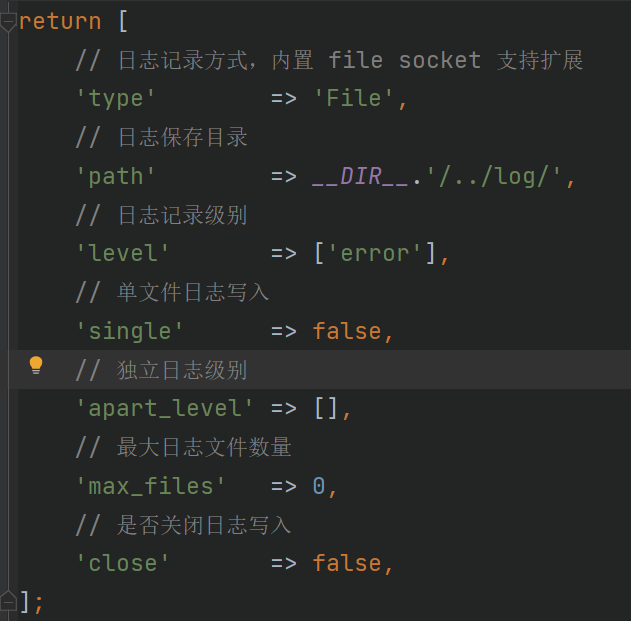 return [
    // 日志记录方式，内置 file socket 支持扩展
    'type'        => 'File',
    // 日志保存目录
    'path'        => __DIR__.'/../log/',
    // 日志记录级别
    'level'       => ['error'],
    // 单文件日志写入
    'single'      => false,
    // 独立日志级别
    'apart_level' => [],
    // 最大日志文件数量
    'max_files'   => 0,
    // 是否关闭日志写入
    'close'       => false,
];